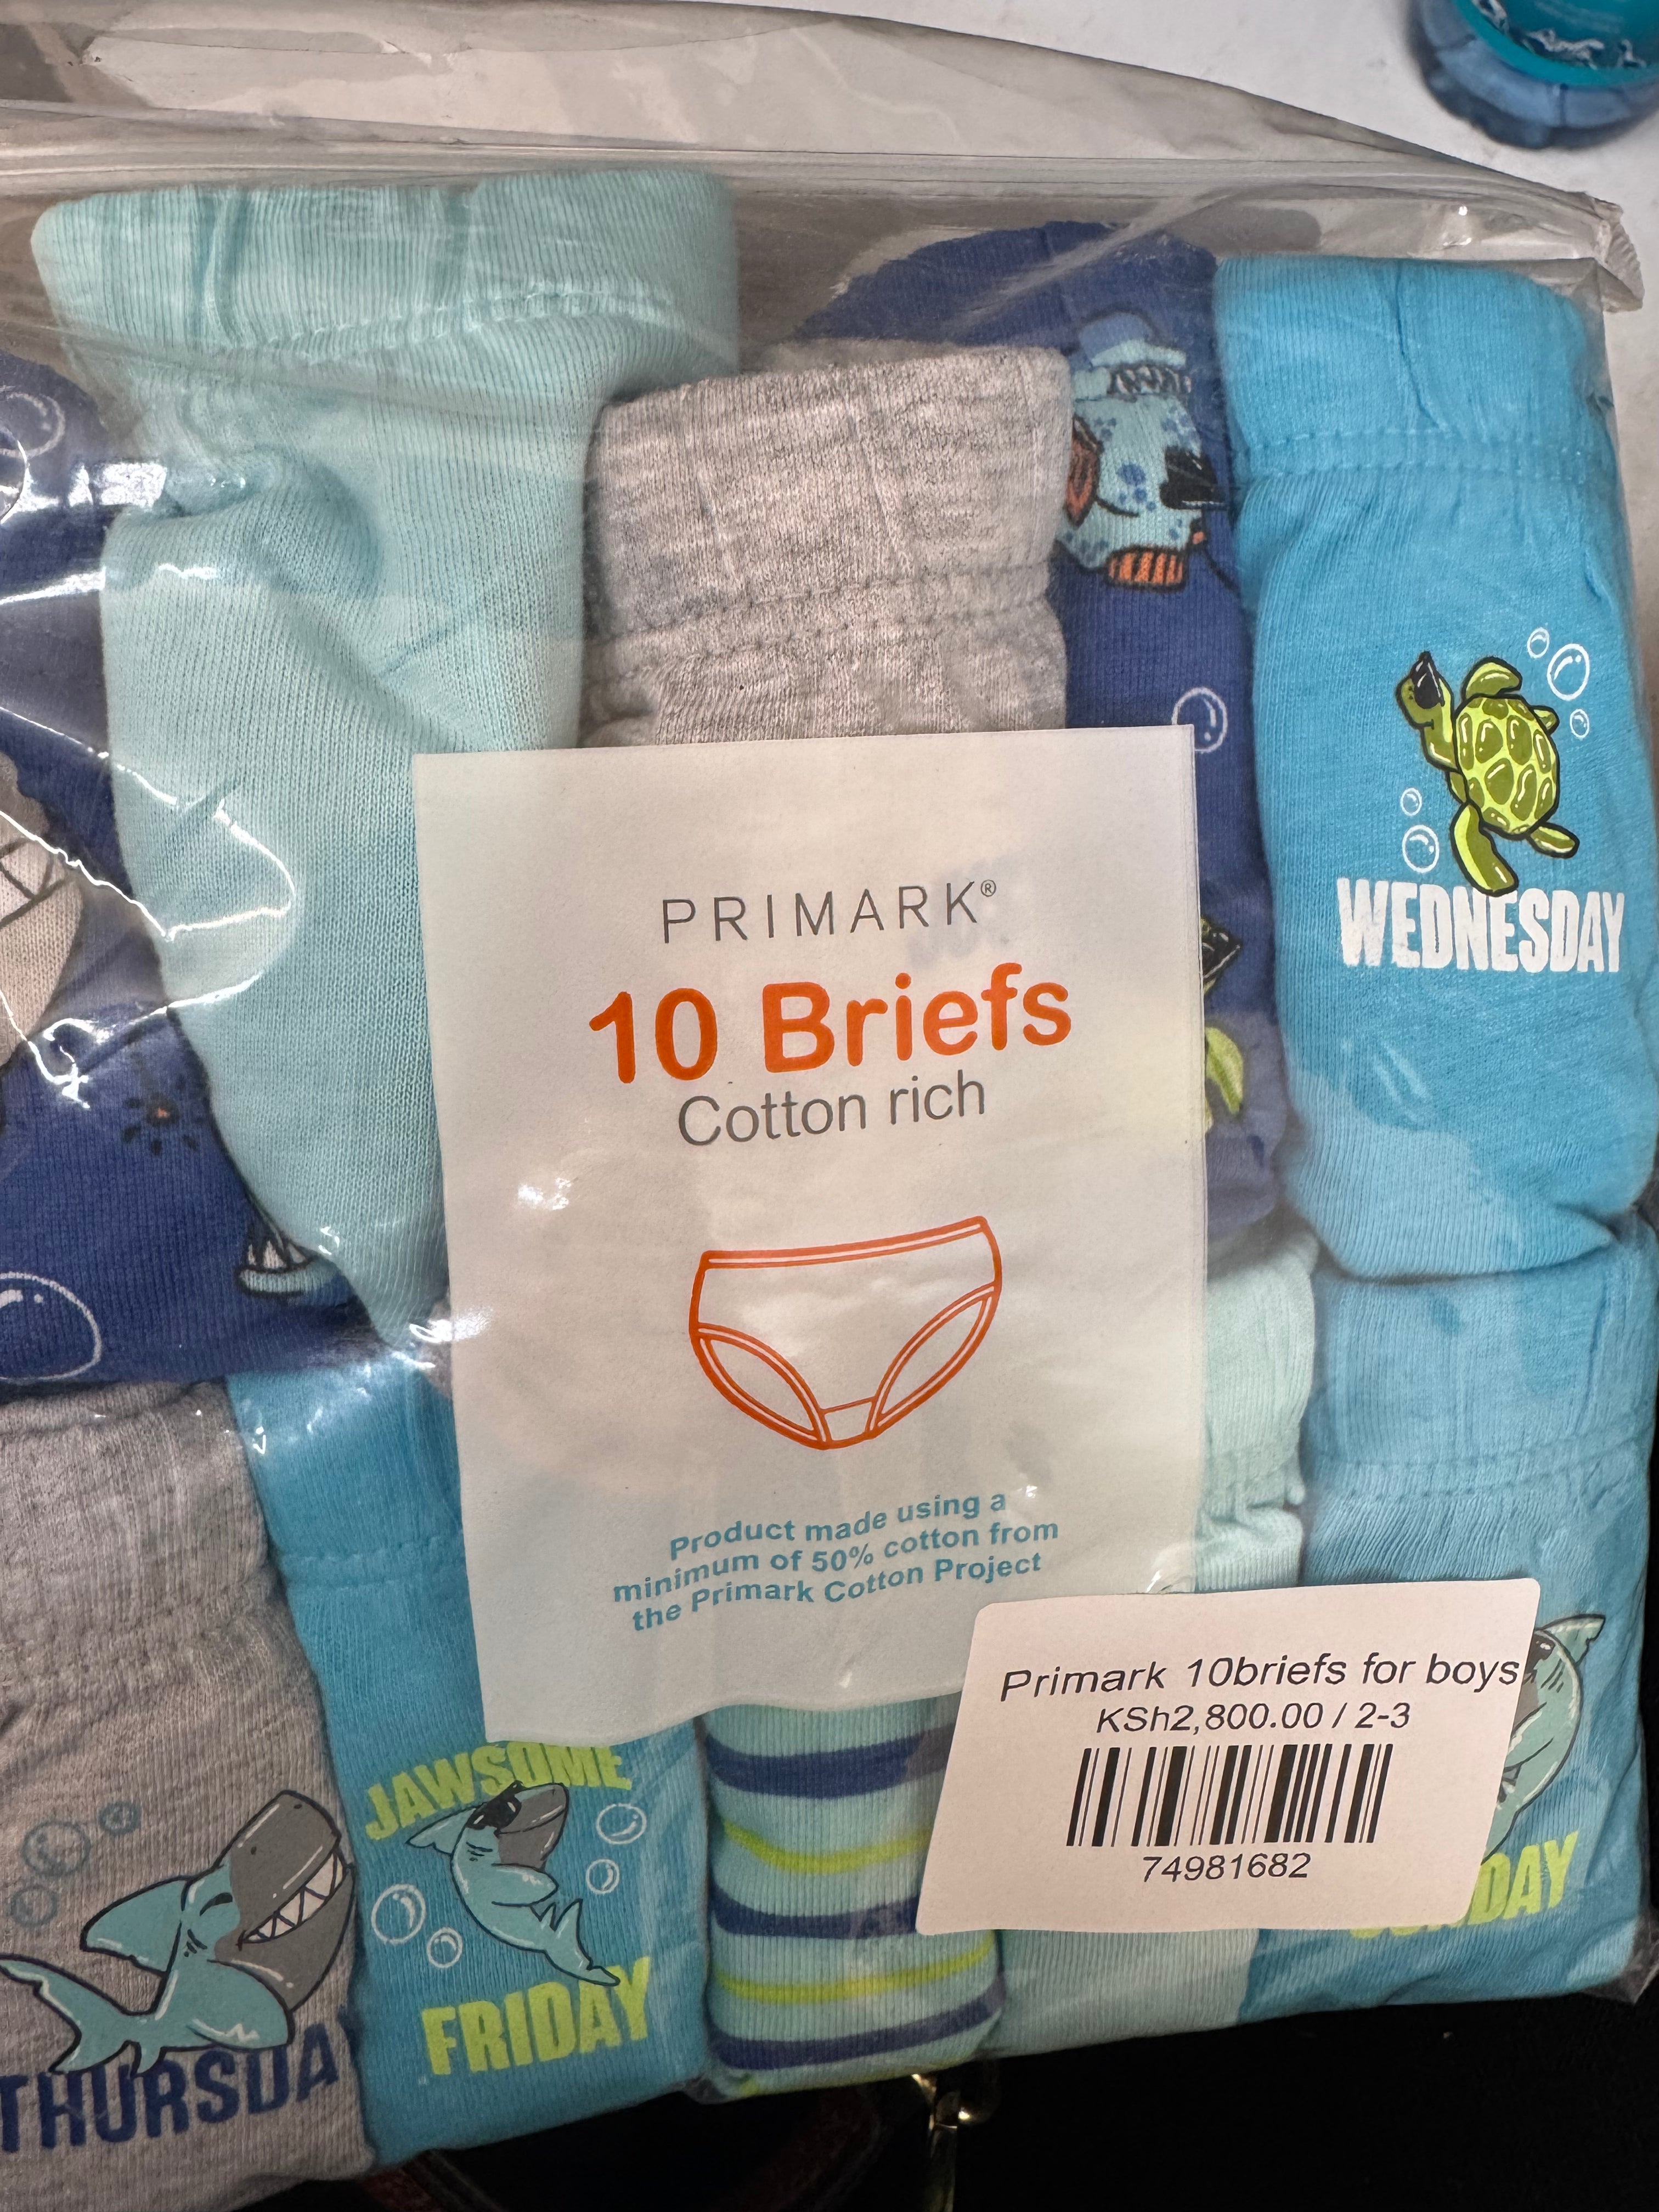 WEDNESDAY
PRIMARK®
10 Briefs
Cotton rich
Product made using a
minimum of 50% cotton from
the Primark Cotton Project
Primark 10briefs for boys
KSh2,800.00 / 2-3
74981682
JAWSOME
FRIDAY
THURSDA
DAY